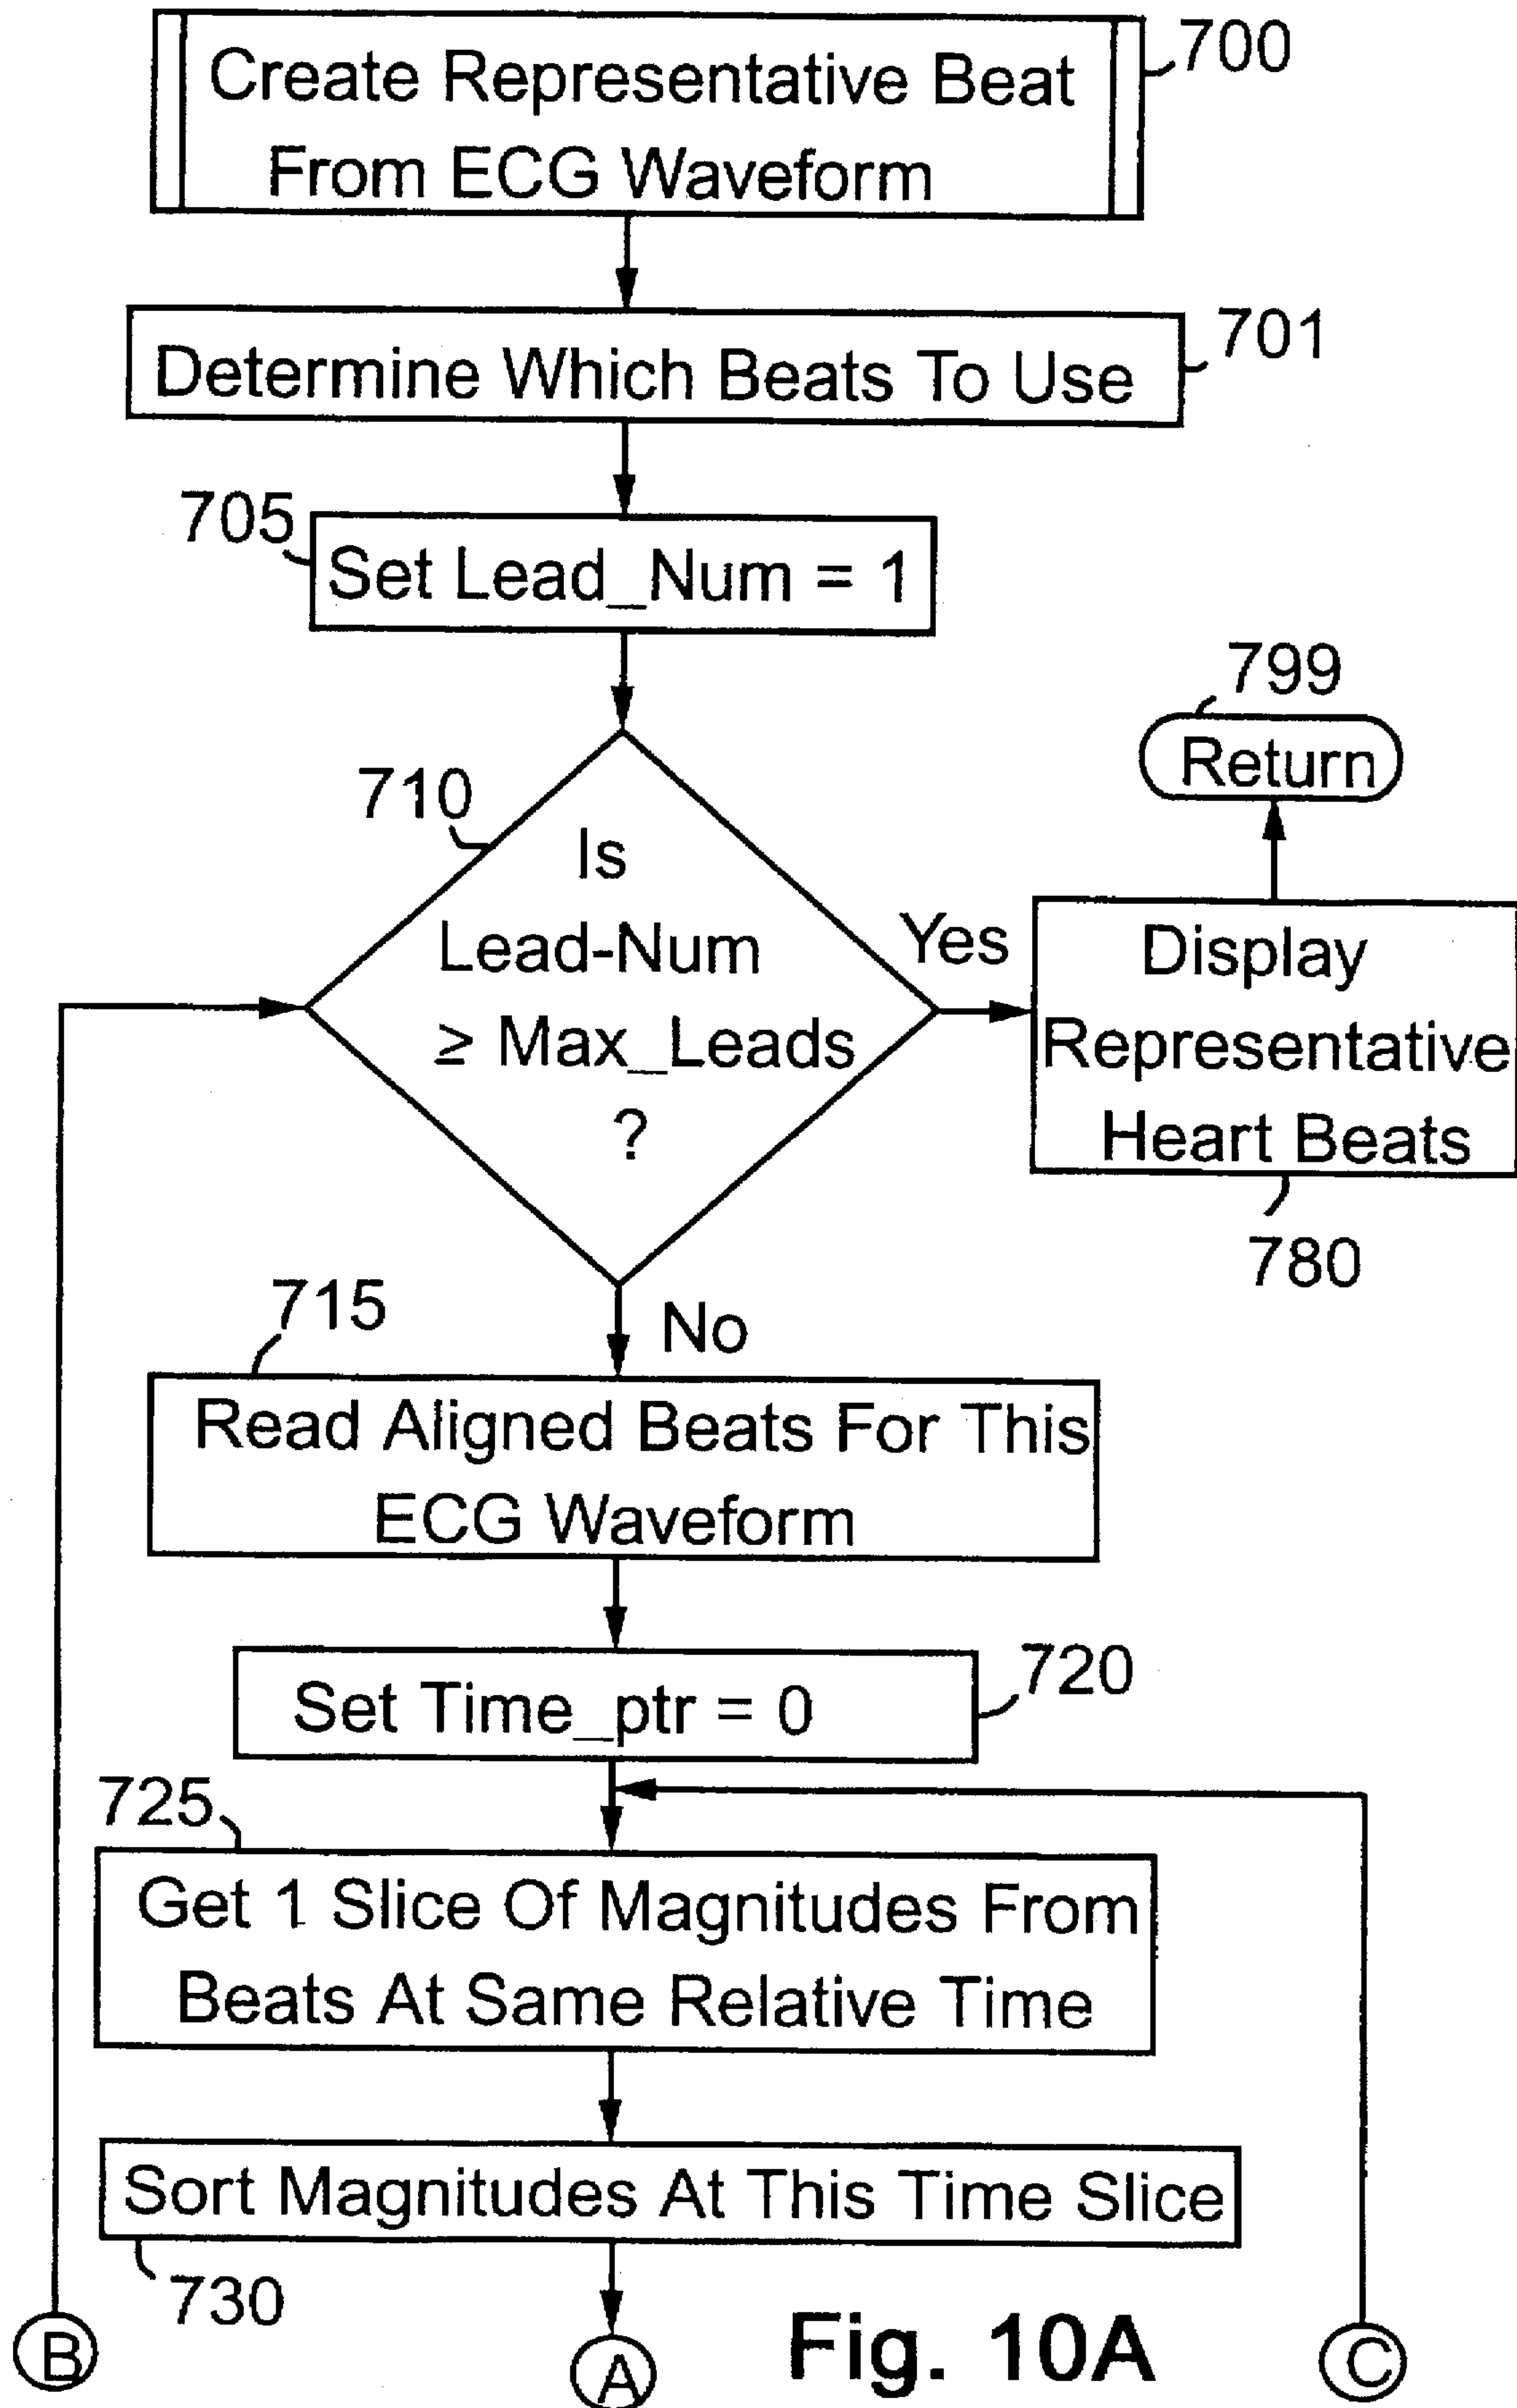 Create Representative Beat
From ECG Waveform
700
Determine Which Beats To Use
701
705
Set Lead_Num = 1
799
Return
710
Is
Lead-Num
≥ Max_Leads
?
Yes
Display
Representative
Heart Beats
780
No
715
Read Aligned Beats For This
ECG Waveform
720
Set Time_ptr = 0
725
Get 1 Slice Of Magnitudes From
Beats At Same Relative Time
Sort Magnitudes At This Time Slice
730
B
A
Fig. 10A
C